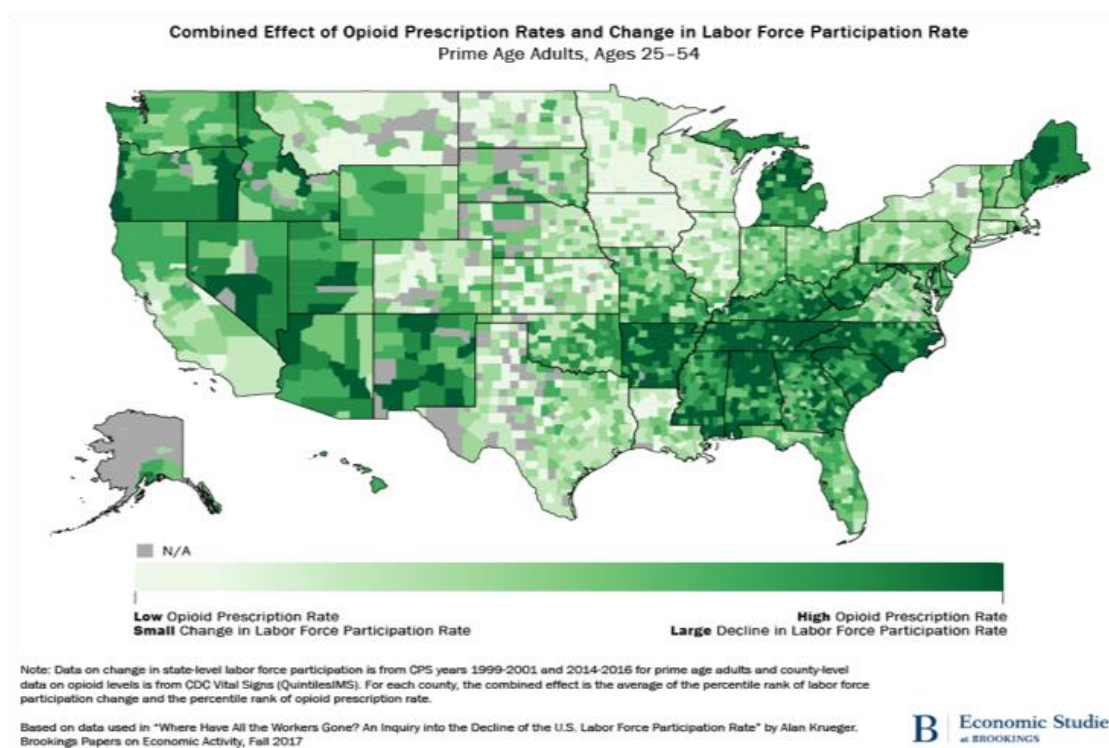 Combined Effect of Opioid Prescription Rates and Change in Labor Force Participation Rate
Prime Age Adults, Ages 25–54
N/A
Low Opioid Prescription Rate
Small Change in Labor Force Participation Rate
High Opioid Prescription Rate
Large Decline in Labor Force Participation Rate
Note: Data on change in state-level labor force participation is from CPS years 1999-2001 and 2014-2016 for prime age adults and county-level
data on opioid levels is from CDC Vital Signs (QuintilesIMS). For each county, the combined effect is the average of the percentile rank of labor force
participation change and the percentile rank of opioid prescription rate.
Based on data used in "Where Have All the Workers Gone? An Inquiry into the Decline of the U.S. Labor Force Participation Rate" by Alan Krueger.
Brookings Papers on Economic Activity, Fall 2017
B Economic Studie
at BROOKINGS